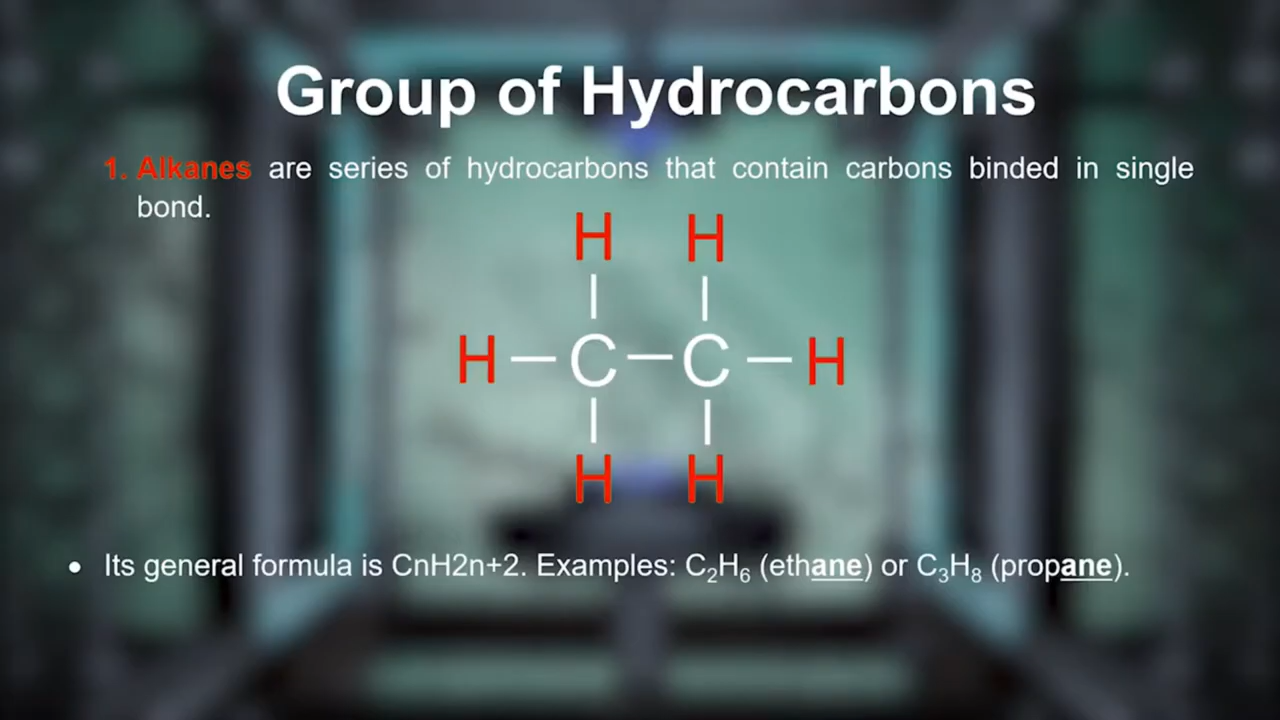 Group of Hydrocarbons
1. Alkanes are series of hydrocarbons that contain carbons binded in single
bond.
H H
H C C H
H H
• Its general formula is CnH2n+2. Examples: C₂H₆ (ethane) or C₃H₈ (propane).